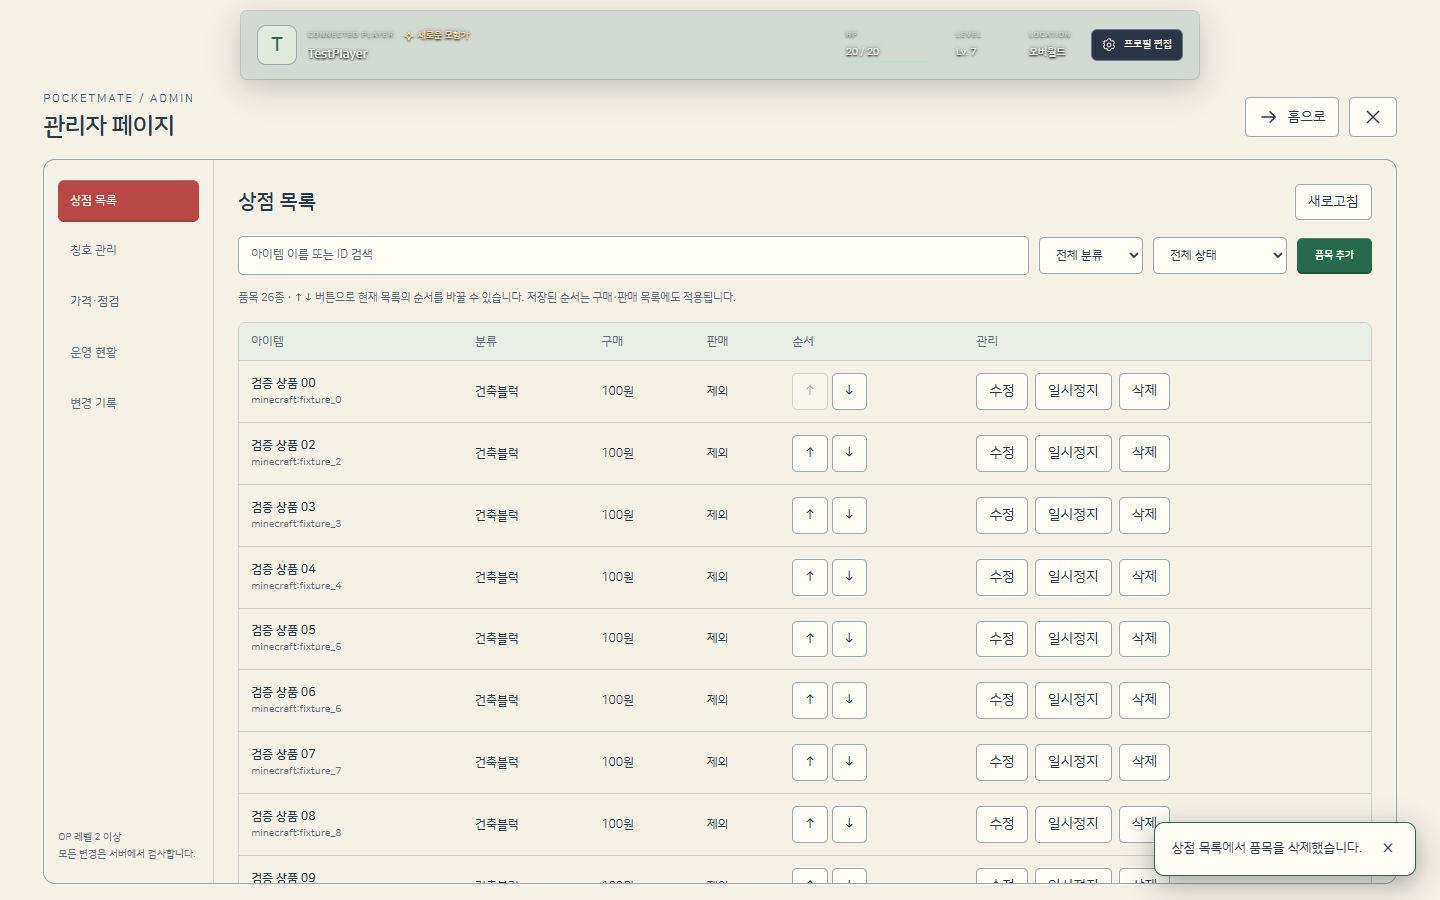 T
CONNECTED PLAYER 새로운 모험가
TestPlayer
HP
20 / 20
LEVEL
Lv. 7
LOCATION
오버월드
프로필 편집
POCKETMATE / ADMIN
관리자 페이지
→ 홈으로
상점 목록
칭호 관리
가격·점검
운영 현황
변경 기록
OP 레벨 2 이상
모든 변경은 서버에서 검사합니다.
상점 목록
새로고침
아이템 이름 또는 ID 검색
전체 분류
전체 상태
품목 추가
품목 26종 · ↑ ↓ 버튼으로 현재 목록의 순서를 바꿀 수 있습니다. 저장된 순서는 구매·판매 목록에도 적용됩니다.
아이템 분류 구매 판매 순서 관리
검증 상품 00
minecraft:fixture_0
건축블럭 100원 제외 ↑ ↓ 수정 일시정지 삭제
검증 상품 02
minecraft:fixture_2
건축블럭 100원 제외 ↑ ↓ 수정 일시정지 삭제
검증 상품 03
minecraft:fixture_3
건축블럭 100원 제외 ↑ ↓ 수정 일시정지 삭제
검증 상품 04
minecraft:fixture_4
건축블럭 100원 제외 ↑ ↓ 수정 일시정지 삭제
검증 상품 05
minecraft:fixture_5
건축블럭 100원 제외 ↑ ↓ 수정 일시정지 삭제
검증 상품 06
minecraft:fixture_6
건축블럭 100원 제외 ↑ ↓ 수정 일시정지 삭제
검증 상품 07
minecraft:fixture_7
건축블럭 100원 제외 ↑ ↓ 수정 일시정지 삭제
검증 상품 08
minecraft:fixture_8
건축블럭 100원 제외 ↑ ↓ 수정 일시정지 삭제
검증 상품 09
상점 목록에서 품목을 삭제했습니다.